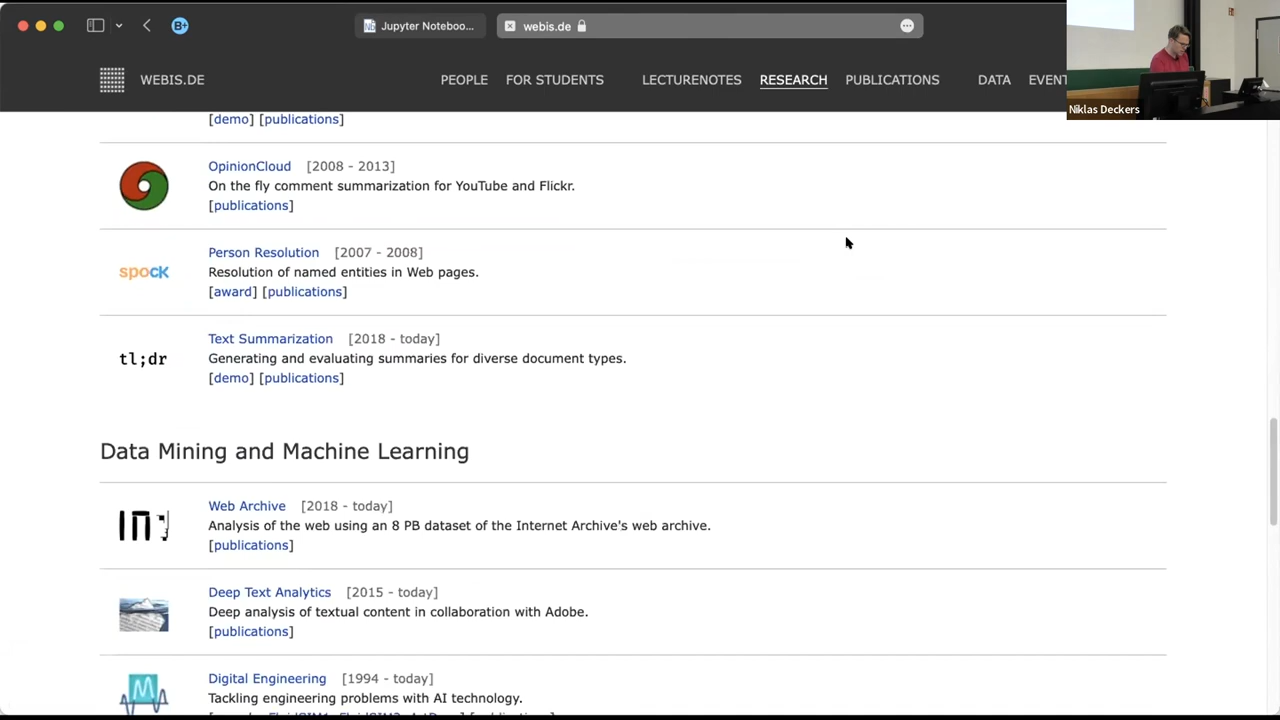 Jupyter Noteboo...
webis.de
WEBIS.DE
PEOPLE
FOR STUDENTS
LECTURENOTES
RESEARCH
PUBLICATIONS
DATA
EVENT
Niklas Deckers
[demo] [publications]
OpinionCloud [2008 - 2013]
On the fly comment summarization for YouTube and Flickr.
[publications]
spock
Person Resolution [2007 - 2008]
Resolution of named entities in Web pages.
[award] [publications]
tl;dr
Text Summarization [2018 - today]
Generating and evaluating summaries for diverse document types.
[demo] [publications]
Data Mining and Machine Learning
Web Archive [2018 - today]
Analysis of the web using an 8 PB dataset of the Internet Archive's web archive.
[publications]
Deep Text Analytics [2015 - today]
Deep analysis of textual content in collaboration with Adobe.
[publications]
M
Digital Engineering [1994 - today]
Tackling engineering problems with AI technology.